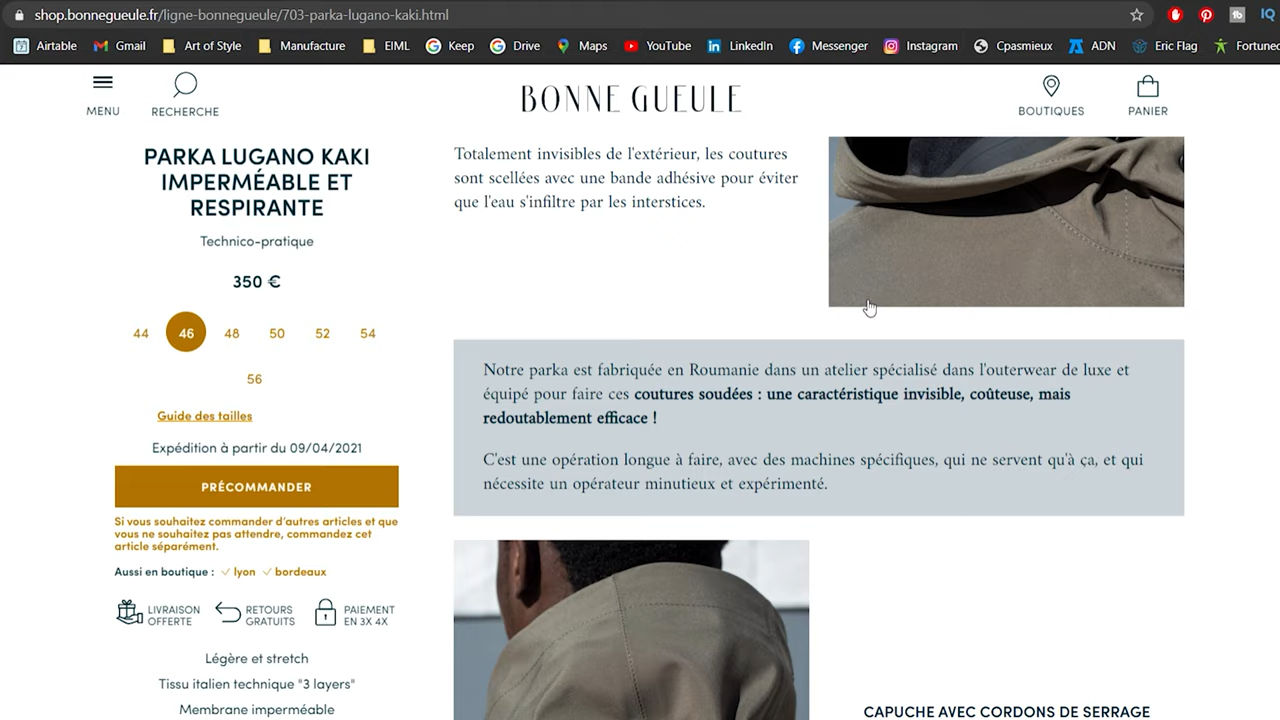 shop.bonnegueule.fr/ligne-bonnegueule/703-parka-lugano-kaki.html
Airtable Gmail Art of Style Manufacture EIML Keep Drive Maps YouTube LinkedIn Messenger Instagram Cpasmieux ADN Eric Flag Fortuneo
MENU
RECHERCHE
BONNE GUEULE
BOUTIQUES
PANIER
PARKA LUGANO KAKI
IMPERMÉABLE ET
RESPIRANTE
Technico-pratique
350 €
44 46 48 50 52 54
56
Guide des tailles
Expédition à partir du 09/04/2021
PRÉCOMMANDER
Si vous souhaitez commander d'autres articles et que
vous ne souhaitez pas attendre, commandez cet
article séparément.
Aussi en boutique : ✓ lyon ✓ bordeaux
LIVRAISON
OFFERTE
RETOURS
GRATUITS
PAIEMENT
EN 3X 4X
Légère et stretch
Tissu italien technique "3 layers"
Membrane imperméable
Totalement invisibles de l'extérieur, les coutures
sont scellées avec une bande adhésive pour éviter
que l'eau s'infiltre par les interstices.
Notre parka est fabriquée en Roumanie dans un atelier spécialisé dans l'outerwear de luxe et
équipé pour faire ces coutures soudées : une caractéristique invisible, coûteuse, mais
redoutablement efficace !
C'est une opération longue à faire, avec des machines spécifiques, qui ne servent qu'à ça, et qui
nécessite un opérateur minutieux et expérimenté.
CAPUCHE AVEC CORDONS DE SERRAGE